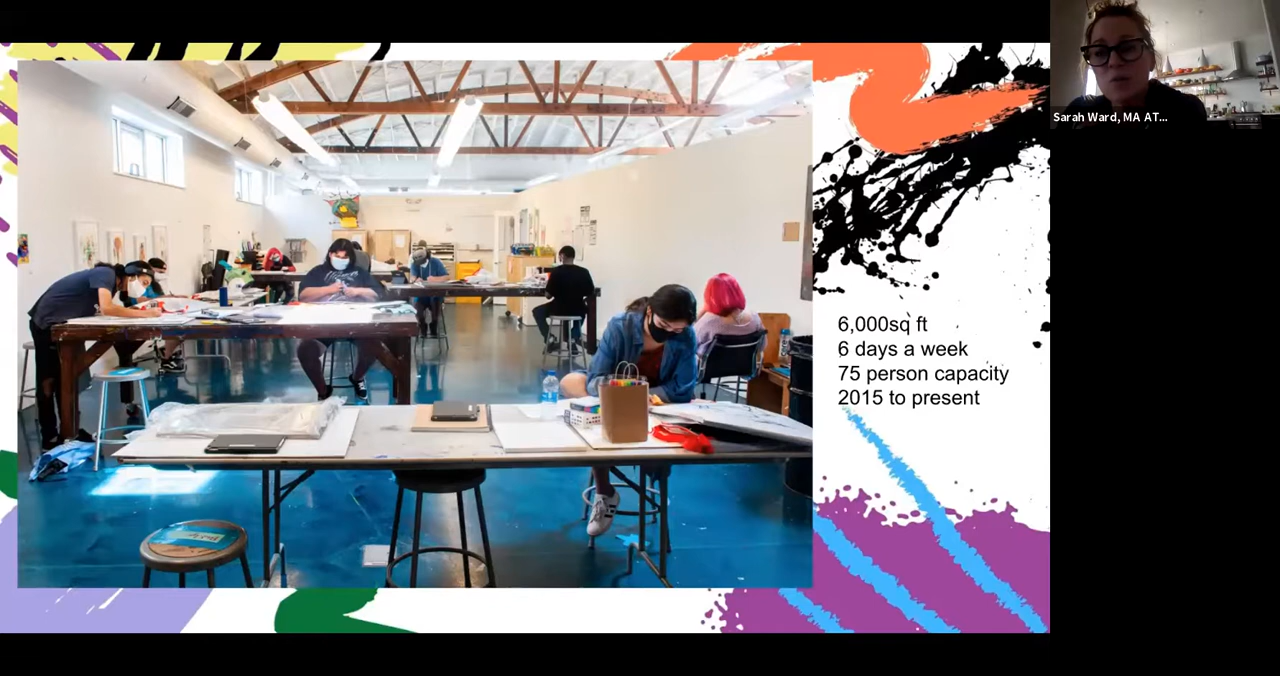 6,000sq ft
6 days a week
75 person capacity
2015 to present
Sarah Ward, MA AT...